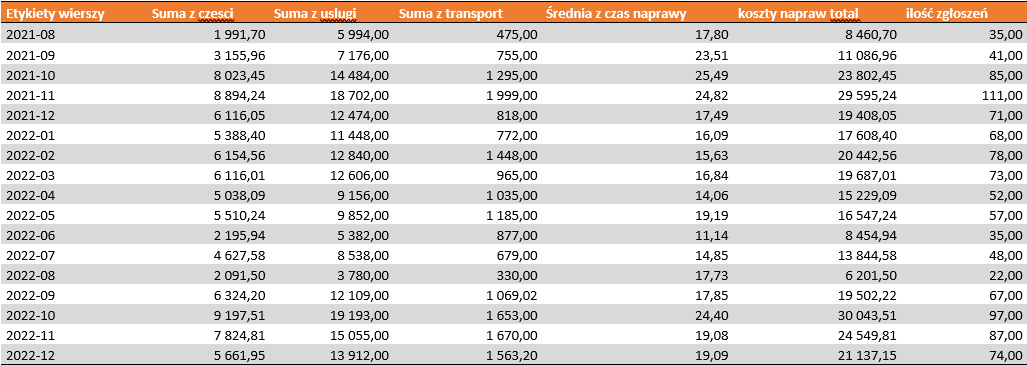 Etykiety wierszy Suma z czesci Suma z uslugi Suma z transport Średnia z czas naprawy koszty napraw total ilość zgłoszeń
2021-08 1 991,70 5 994,00 475,00 17,80 8 460,70 35,00
2021-09 3 155,96 7 176,00 755,00 23,51 11 086,96 41,00
2021-10 8 023,45 14 484,00 1 295,00 25,49 23 802,45 85,00
2021-11 8 894,24 18 702,00 1 999,00 24,82 29 595,24 111,00
2021-12 6 116,05 12 474,00 818,00 17,49 19 408,05 71,00
2022-01 5 388,40 11 448,00 772,00 16,09 17 608,40 68,00
2022-02 6 154,56 12 840,00 1 448,00 15,63 20 442,56 78,00
2022-03 6 116,01 12 606,00 965,00 16,84 19 687,01 73,00
2022-04 5 038,09 9 156,00 1 035,00 14,06 15 229,09 52,00
2022-05 5 510,24 9 852,00 1 185,00 19,19 16 547,24 57,00
2022-06 2 195,94 5 382,00 877,00 11,14 8 454,94 35,00
2022-07 4 627,58 8 538,00 679,00 14,85 13 844,58 48,00
2022-08 2 091,50 3 780,00 330,00 17,73 6 201,50 22,00
2022-09 6 324,20 12 109,00 1 069,02 17,85 19 502,22 67,00
2022-10 9 197,51 19 193,00 1 653,00 24,40 30 043,51 97,00
2022-11 7 824,81 15 055,00 1 670,00 19,08 24 549,81 87,00
2022-12 5 661,95 13 912,00 1 563,20 19,09 21 137,15 74,00